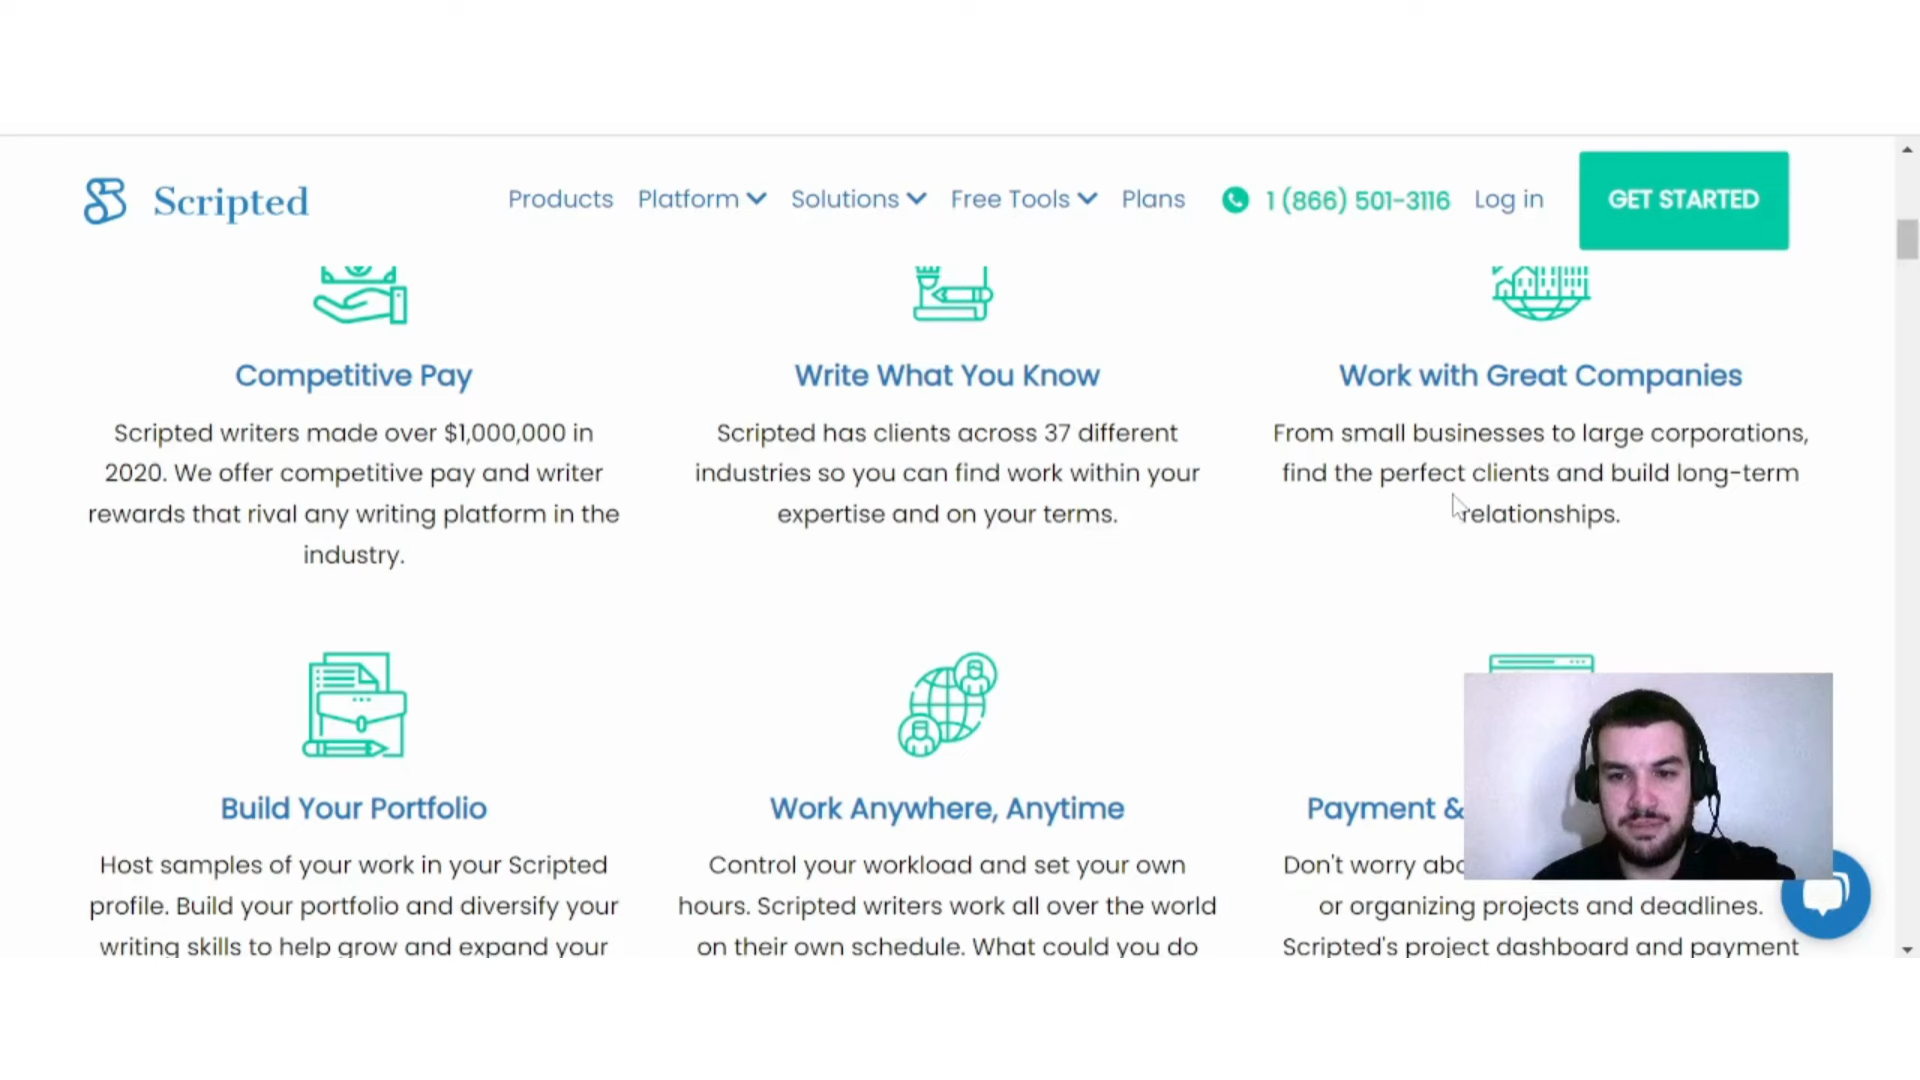 Scripted
Products Platform Solutions Free Tools Plans 1 (866) 501-3116 Log in GET STARTED
Competitive Pay
Scripted writers made over $1,000,000 in
2020. We offer competitive pay and writer
rewards that rival any writing platform in the
industry.
Write What You Know
Scripted has clients across 37 different
industries so you can find work within your
expertise and on your terms.
Work with Great Companies
From small businesses to large corporations,
find the perfect clients and build long-term
relationships.
Build Your Portfolio
Host samples of your work in your Scripted
profile. Build your portfolio and diversify your
writing skills to help grow and expand your
Work Anywhere, Anytime
Control your workload and set your own
hours. Scripted writers work all over the world
on their own schedule. What could you do
Payment &
Don't worry
or organizing projects and deadlines.
Scripted's project dashboard and payment